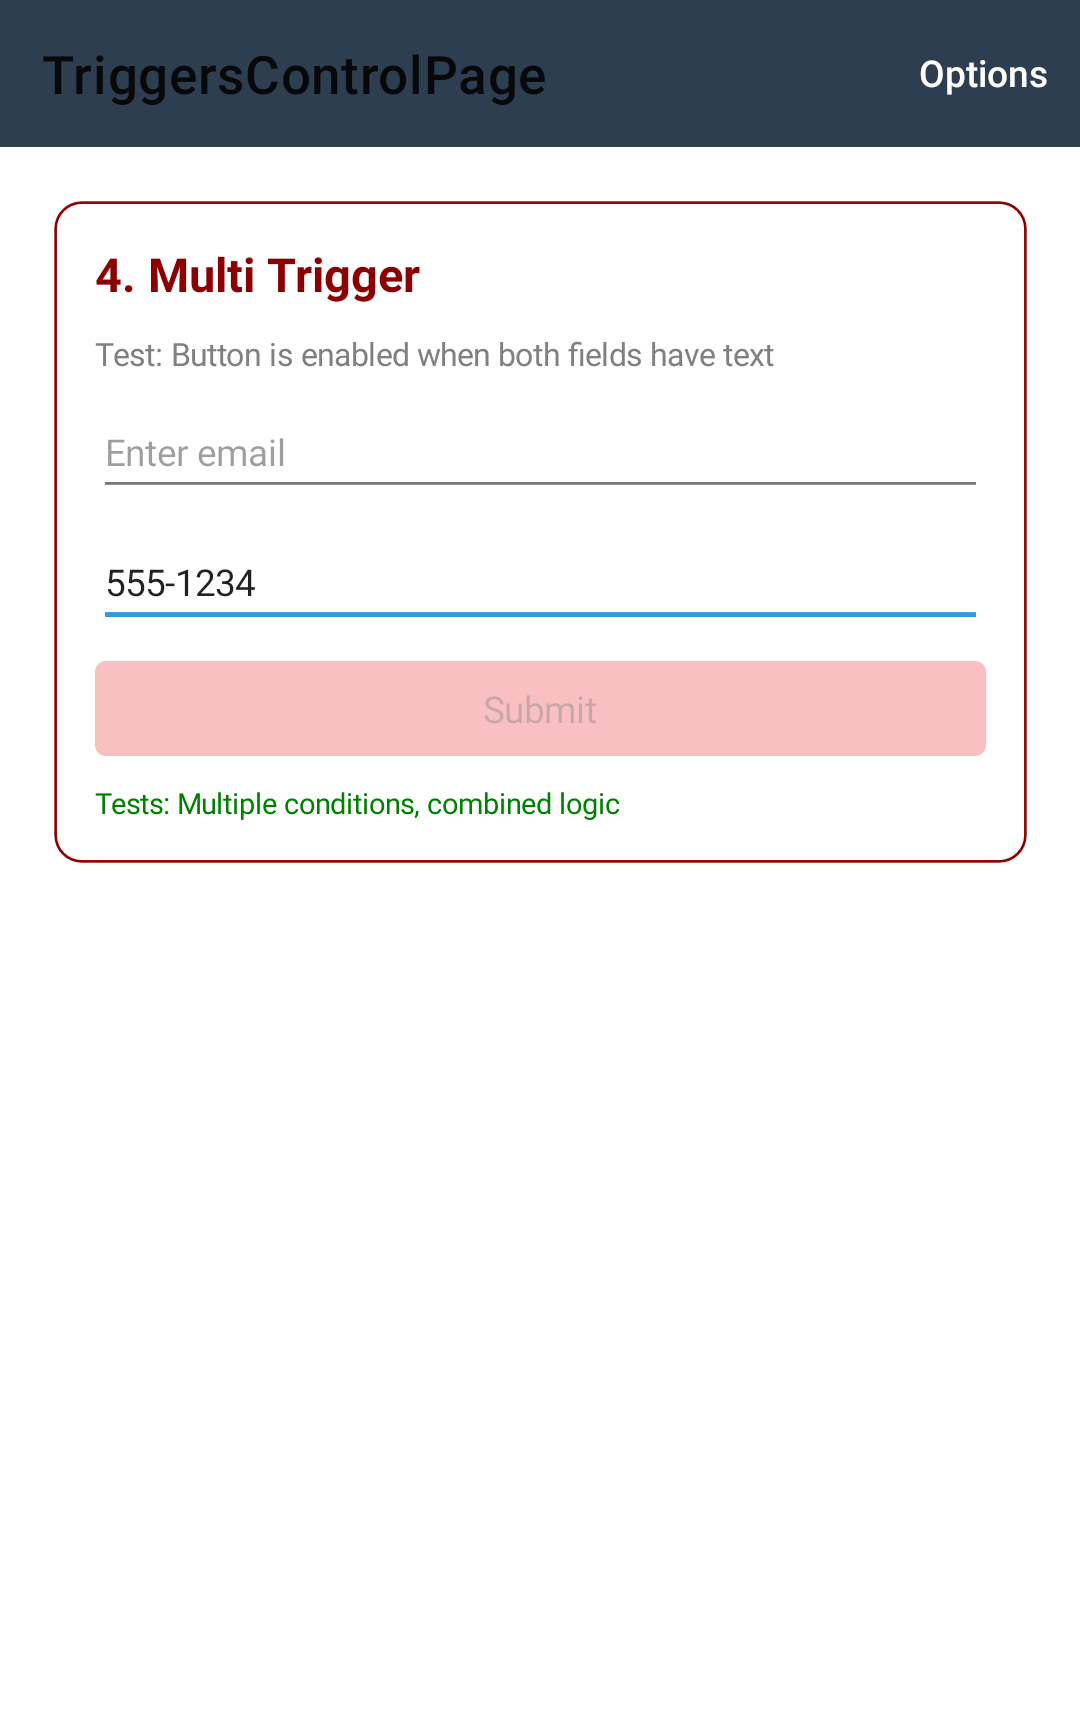 TriggersControlPage
Options
4. Multi Trigger
Test: Button is enabled when both fields have text
Enter email
555-1234
Submit
Tests: Multiple conditions, combined logic